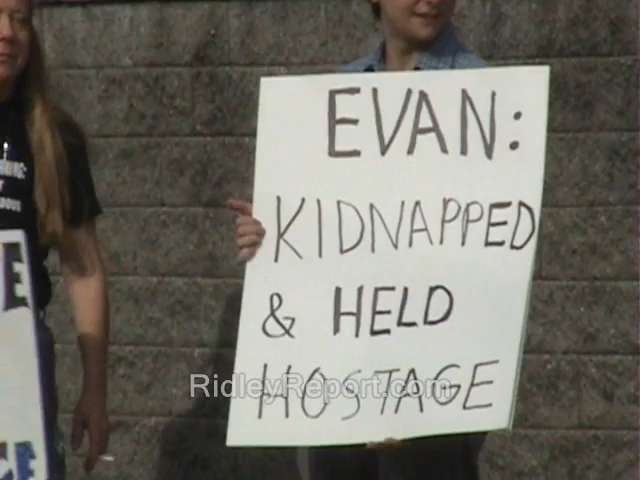 EVAN:
KIDNAPPED
& HELD
HOSTAGE
RidleyReport.com
E